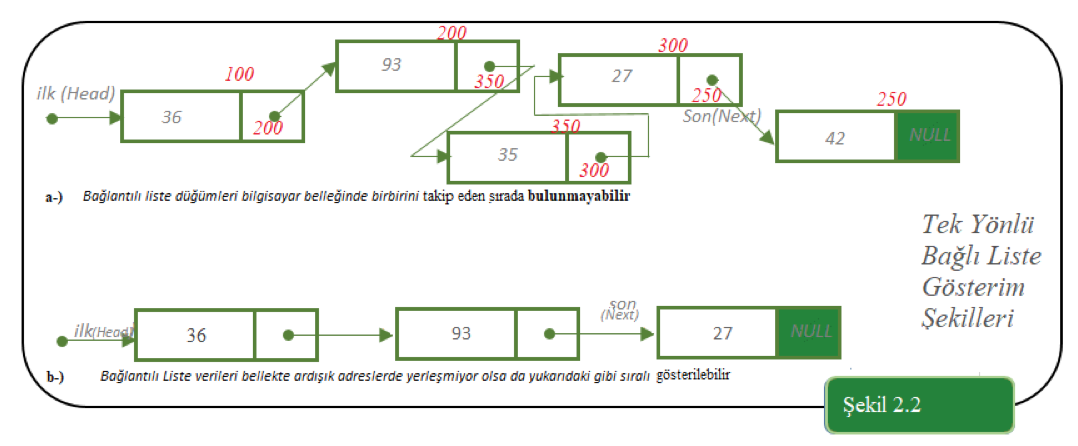 200
300
93
350
27
250
100
ilk (Head)
36
200
Son(Next)
250
42
NULL
350
35
300
a-) Bağlantılı liste düğümleri bilgisayar belleğinde birbirini takip eden sırada bulunmayabilir
Tek Yönlü
Bağlı Liste
Gösterim
Şekilleri
ilk(Head)
36
93
son
(Next)
27
NULL
b-) Bağlantılı Liste verileri bellekte ardışık adreslerde yerleşmiyor olsa da yukarıdaki gibi sıralı gösterilebilir
Şekil 2.2